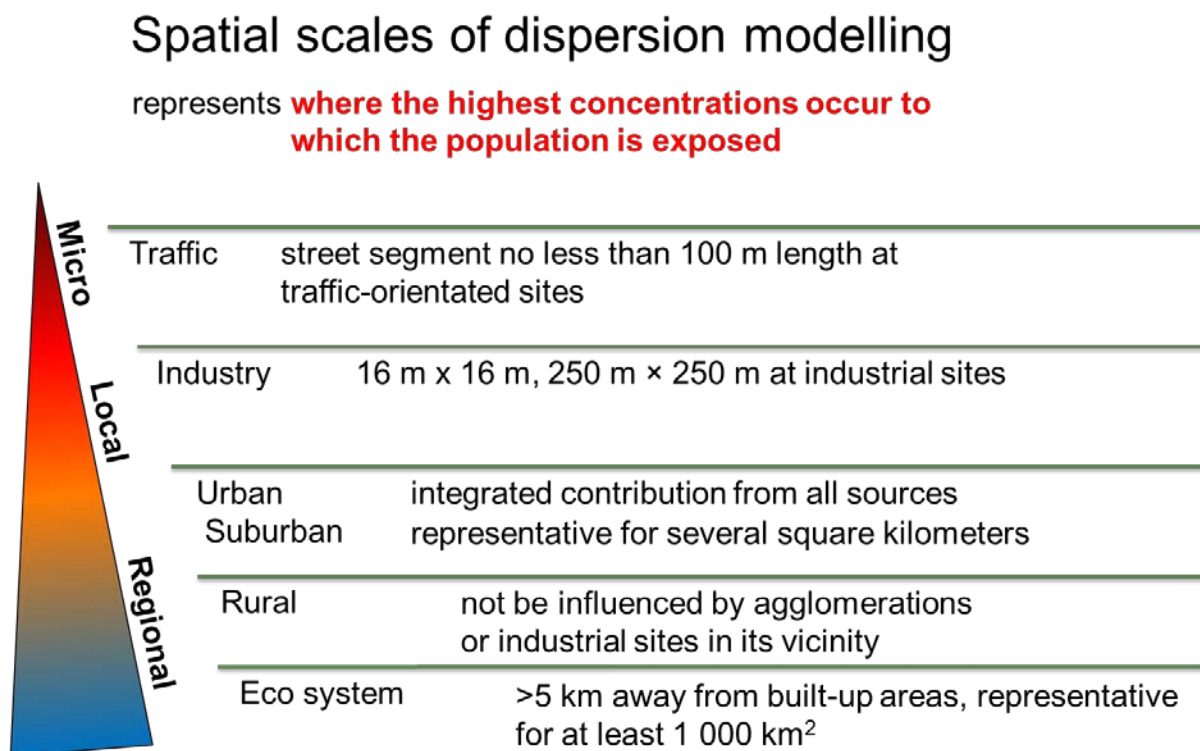 Spatial scales of dispersion modelling
represents where the highest concentrations occur to
which the population is exposed
Micro
Traffic street segment no less than 100 m length at
traffic-orientated sites
Industry 16 m x 16 m, 250 m × 250 m at industrial sites
Local
Urban integrated contribution from all sources
Suburban representative for several square kilometers
Regional
Rural not be influenced by agglomerations
or industrial sites in its vicinity
Eco system >5 km away from built-up areas, representative
for at least 1 000 km²